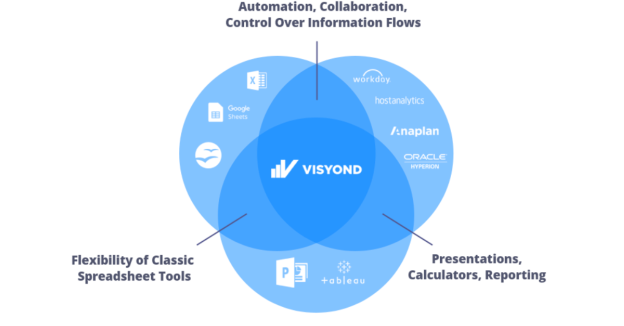 Automation, Collaboration,
Control Over Information Flows
X
Google
Sheets
workday
hostanalytics
Anaplan
ORACLE
HYPERION
VISYOND
Flexibility of Classic
Spreadsheet Tools
Presentations,
Calculators, Reporting
P
+ableau